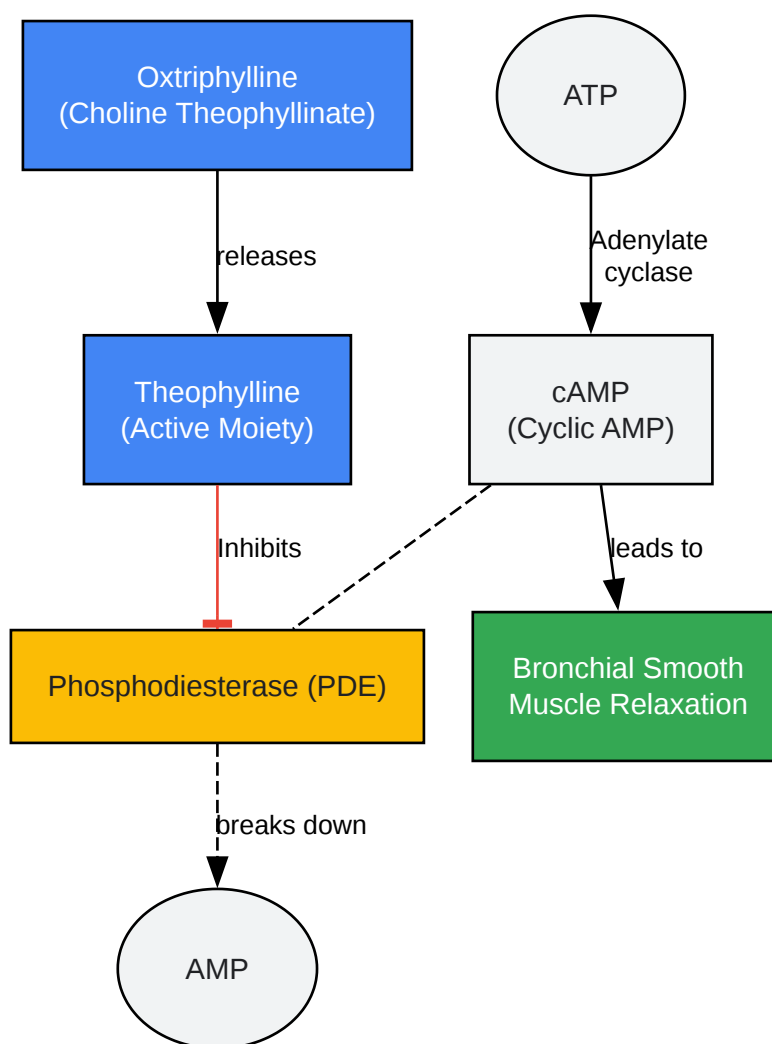 Oxtriphylline
(Choline Theophyllinate)
ATP
releases
Adenylate
cyclase
Theophylline
(Active Moiety)
cAMP
(Cyclic AMP)
Inhibits
leads to
Phosphodiesterase (PDE)
Bronchial Smooth
Muscle Relaxation
breaks down
AMP